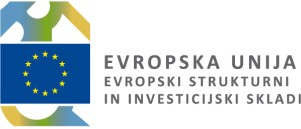 EVROPSKA UNIJA
EVROPSKI STRUKTURNI
IN INVESTICIJSKI SKLADI